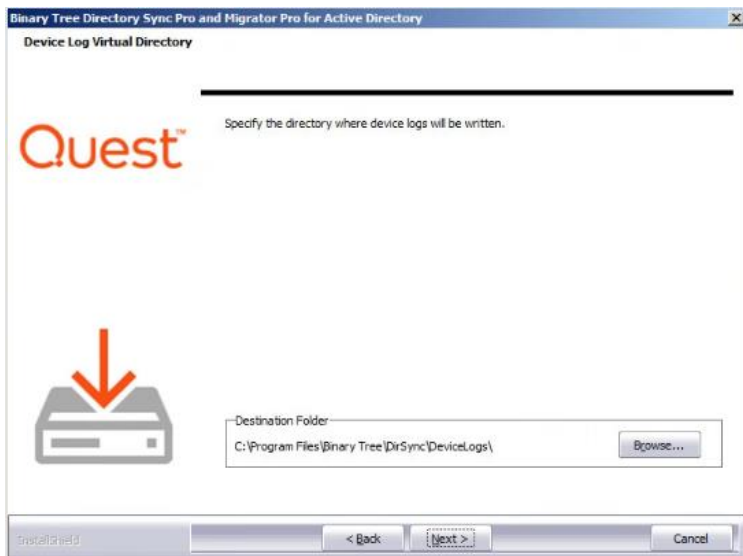 Binary Tree Directory Sync Pro and Migrator Pro for Active Directory
Device Log Virtual Directory
Specify the directory where device logs will be written.
Quest™
Destination Folder
C:\Program Files\Binary Tree\DirSync\DeviceLogs\
Browse...
InstallShield
< Back
Next >
Cancel